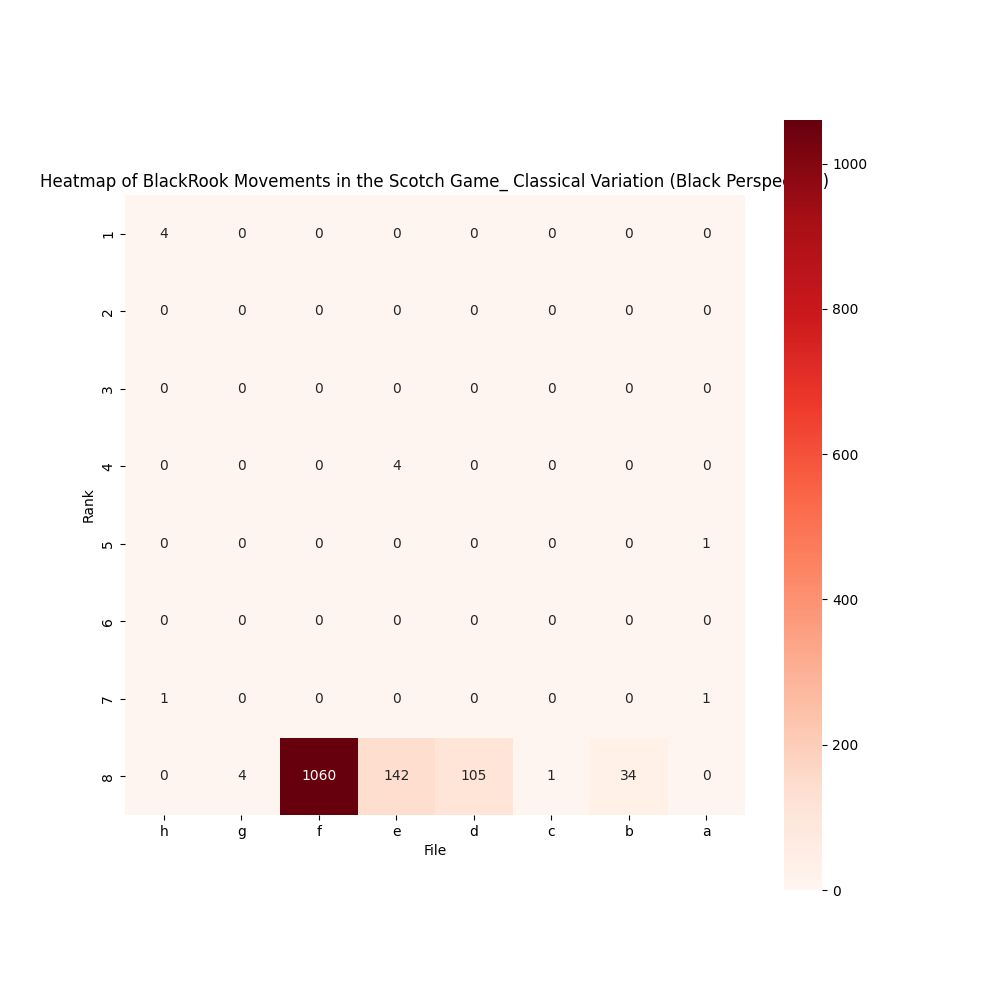 Heatmap of BlackRook Movements in the Scotch Game_ Classical Variation (Black Perspe )
1 4 0 0 0 0 0 0 0
2 0 0 0 0 0 0 0 0
3 0 0 0 0 0 0 0 0
4 0 0 0 4 0 0 0 0
5 0 0 0 0 0 0 0 1
6 0 0 0 0 0 0 0 0
7 1 0 0 0 0 0 0 1
8 0 4 1060 142 105 1 34 0
h g f e d c b a
File
Rank
1000
800
600
400
200
0